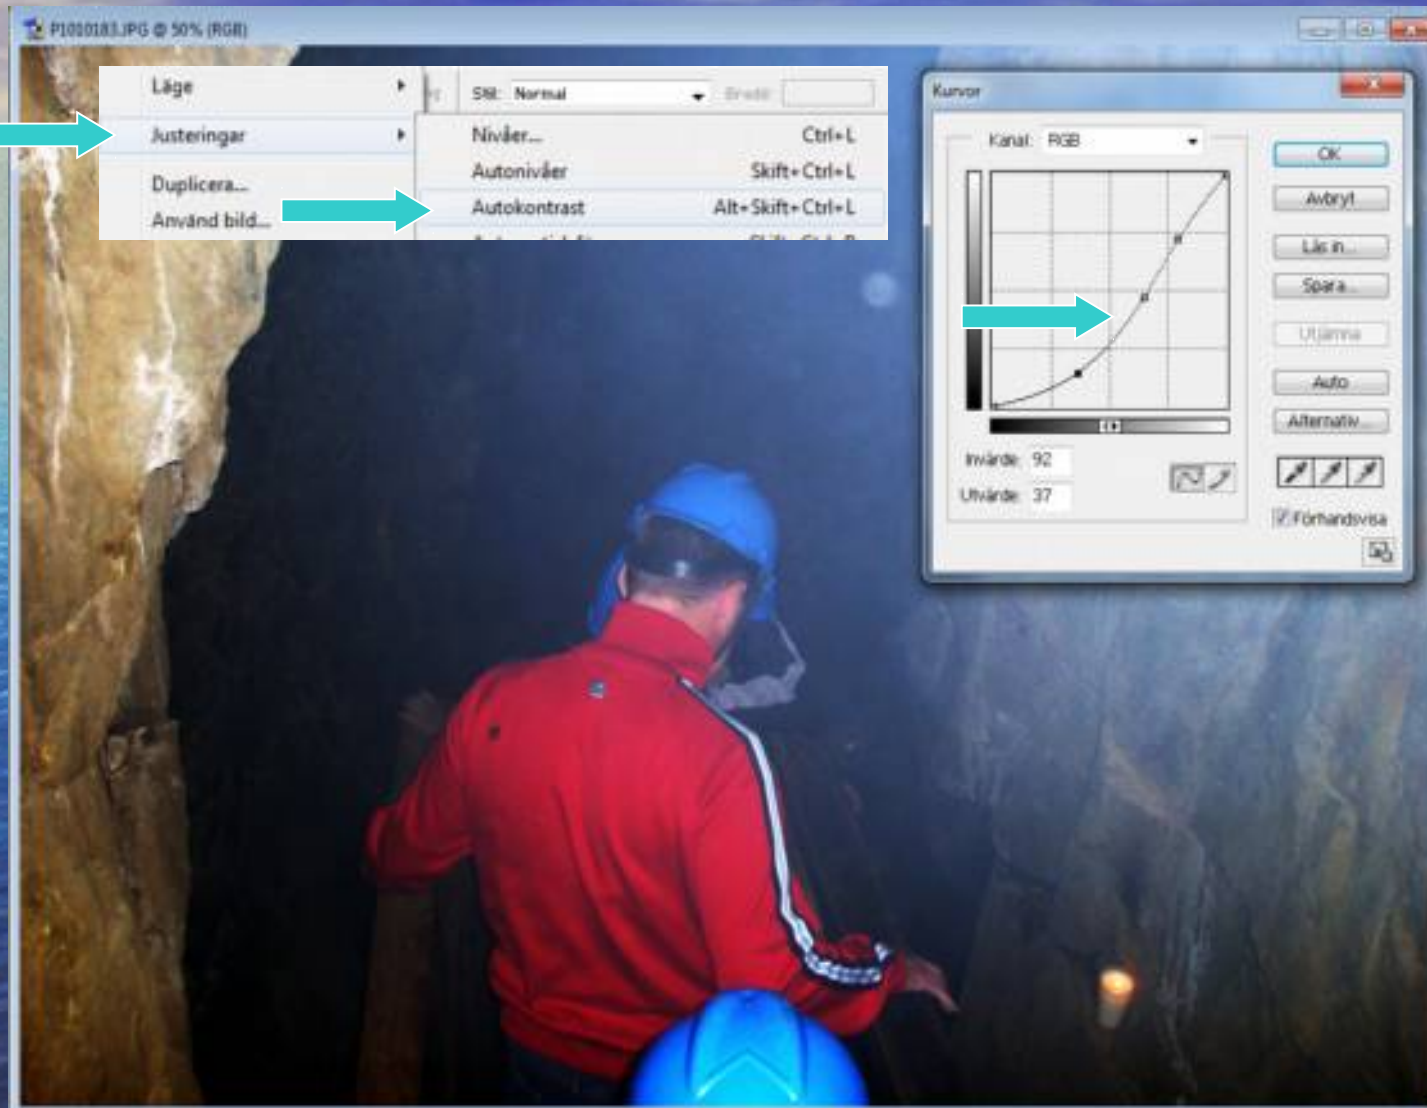 P1010183.JPG @ 50% (RGB)
Läge
Justeringar
Duplicera...
Använd bild...
Stil: Normal
Bredd:
Nivåer... Ctrl+L
Autonivåer Skift+Ctrl+L
Autokontrast Alt+Skift+Ctrl+L
Kurvor
Kanal: RGB
OK
Avbryt
Läs in...
Spara...
Utjämna
Auto
Alternativ...
Invärde: 92
Utvärde: 37
Förhandsvisa